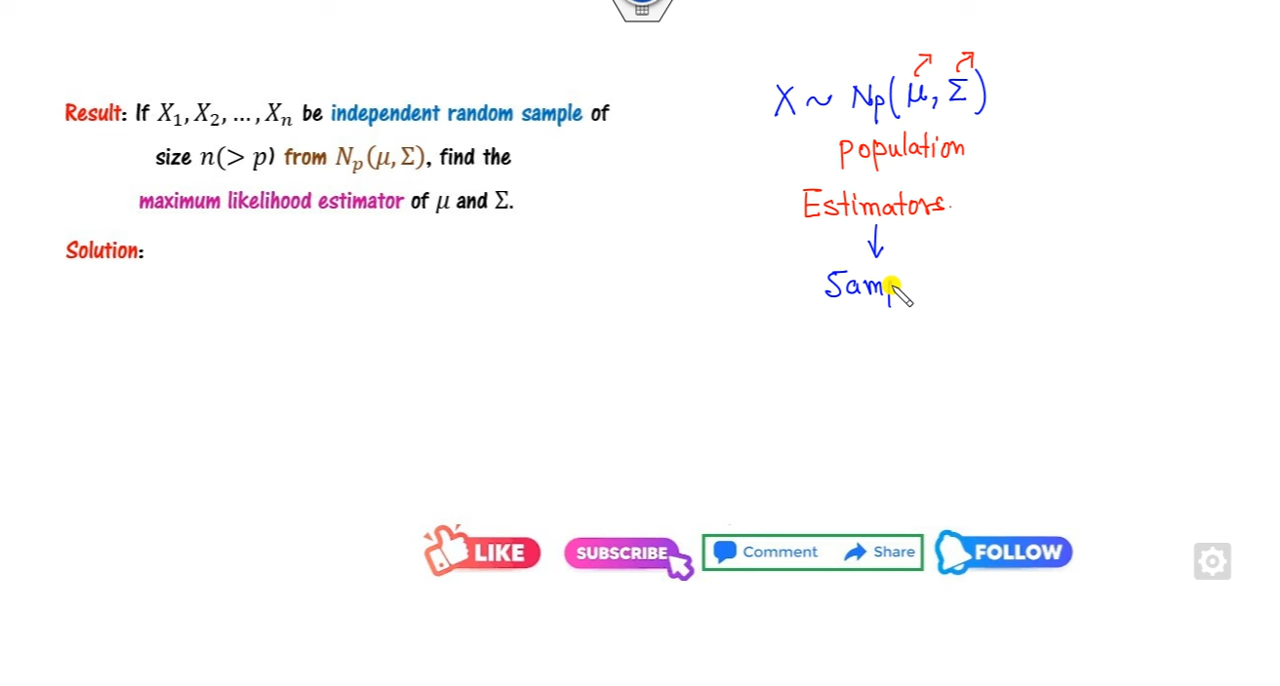 Result: If X₁, X₂, …, Xₙ be independent random sample of
size n(> p) from Nₚ(μ, Σ), find the
maximum likelihood estimator of μ and Σ.
Solution:
X ~ Np(μ, Σ)
population
Estimators.
↓
Samp
LIKE
SUBSCRIBE
Comment
Share
FOLLOW